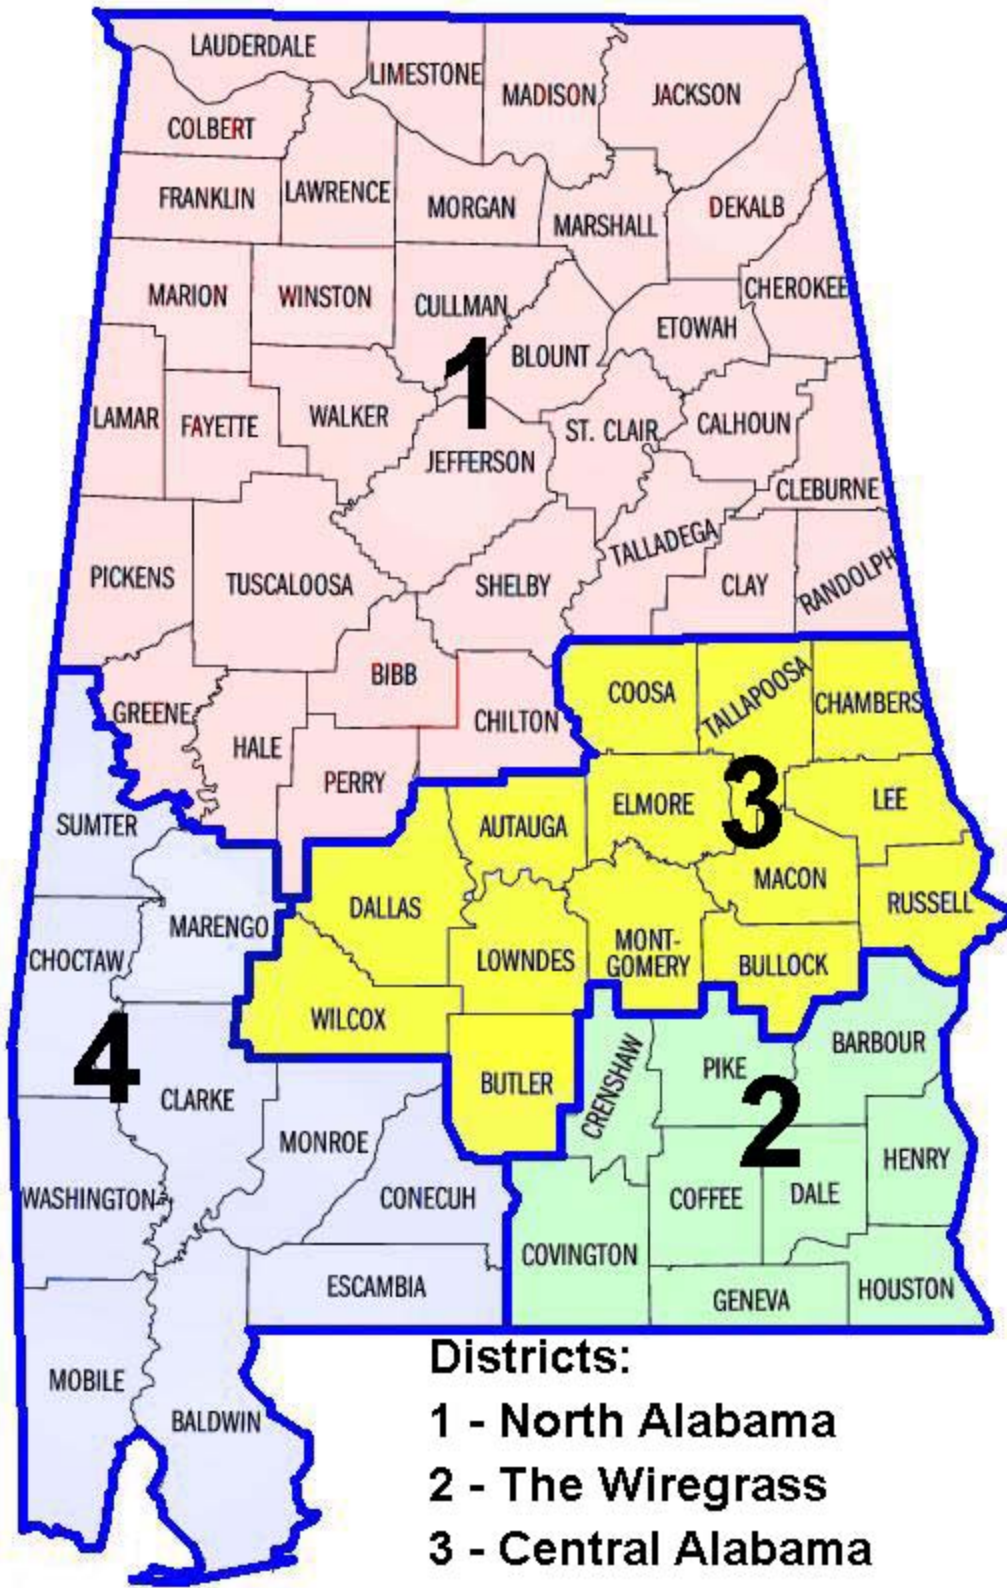 LAUDERDALE
LIMESTONE
MADISON
JACKSON
COLBERT
FRANKLIN
LAWRENCE
MORGAN
MARSHALL
DEKALB
MARION
WINSTON
CULLMAN
CHEROKEE
ETOWAH
BLOUNT
1
LAMAR
FAYETTE
WALKER
JEFFERSON
ST. CLAIR
CALHOUN
CLEBURNE
PICKENS
TUSCALOOSA
SHELBY
TALLADEGA
CLAY
RANDOLPH
GREENE
HALE
BIBB
PERRY
CHILTON
COOSA
TALLAPOOSA
CHAMBERS
SUMTER
AUTAUGA
ELMORE
3
LEE
MARENGO
DALLAS
MACON
RUSSELL
CHOCTAW
LOWNDES
MONT-
GOMERY
BULLOCK
WILCOX
4
CLARKE
BUTLER
CRENSHAW
PIKE
BARBOUR
2
MONROE
WASHINGTON
CONECUH
COFFEE
DALE
HENRY
COVINGTON
ESCAMBIA
GENEVA
HOUSTON
MOBILE
BALDWIN
Districts:
1 - North Alabama
2 - The Wiregrass
3 - Central Alabama